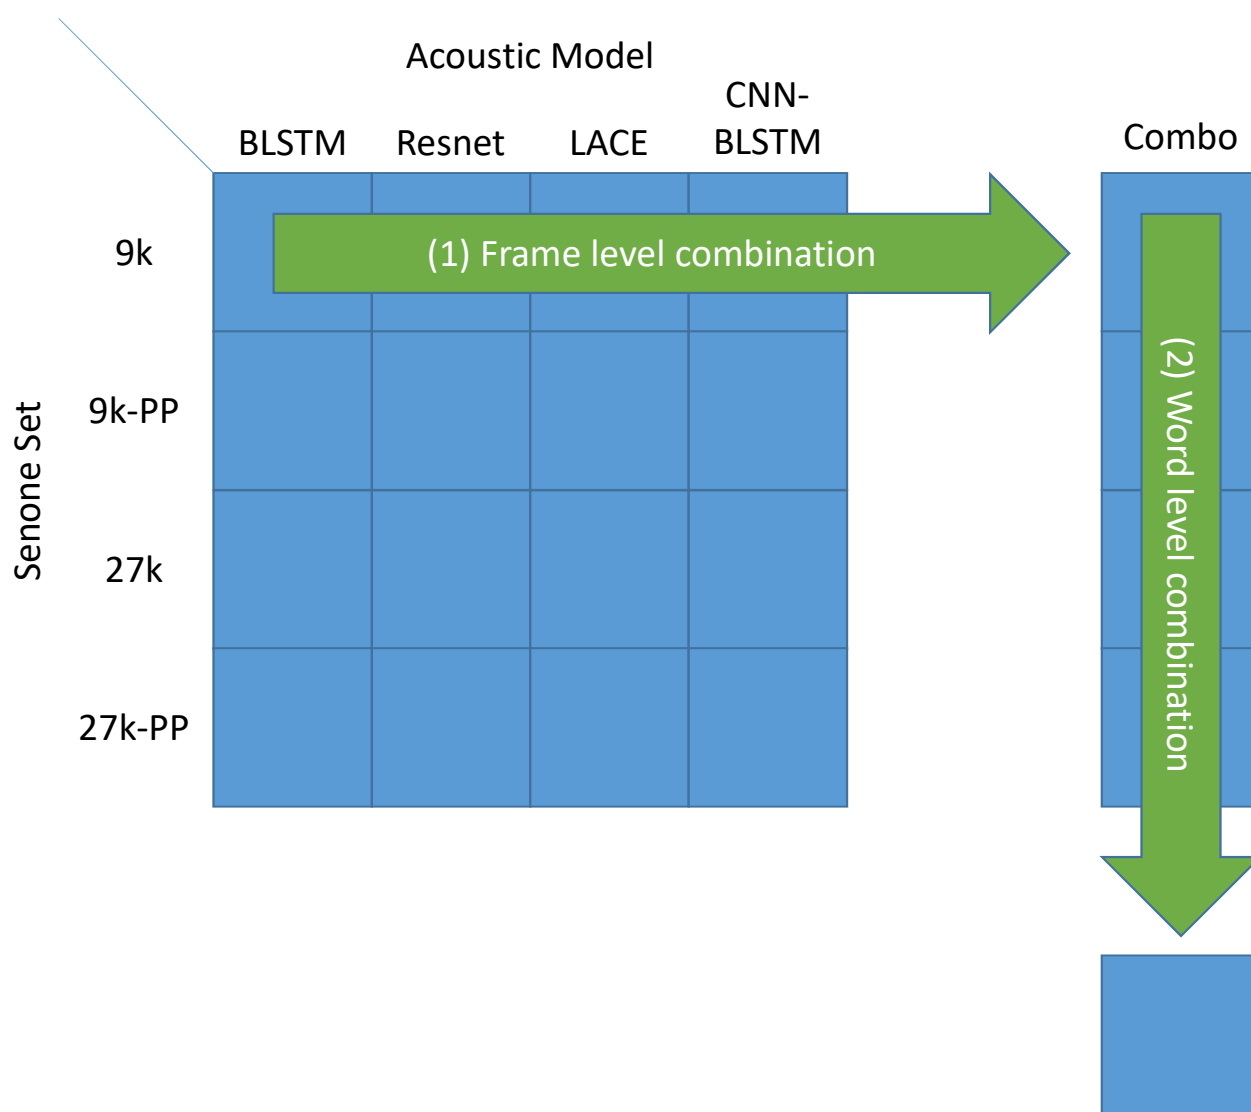 Acoustic Model
BLSTM
Resnet
LACE
CNN-
BLSTM
Combo
9k
(1) Frame level combination
9k-PP
Senone Set
27k
27k-PP
(2) Word level combination